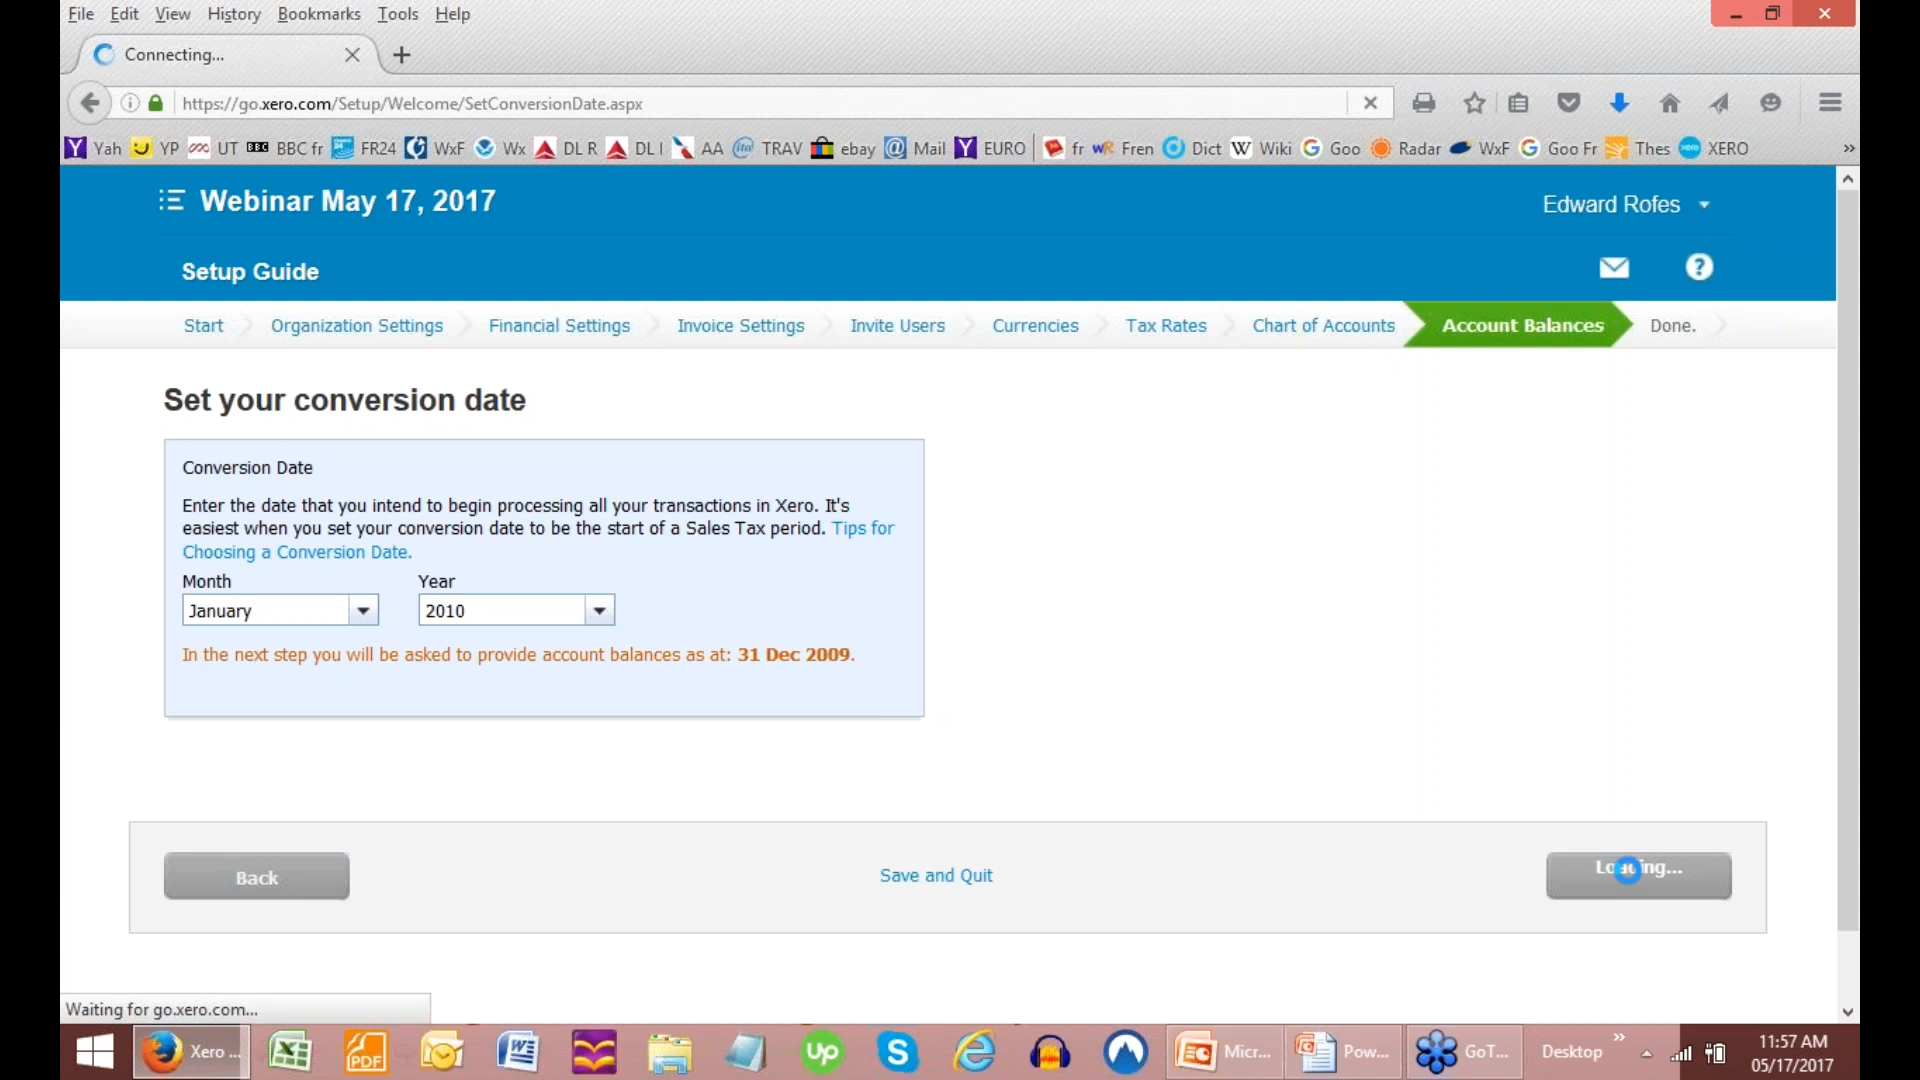 File Edit View History Bookmarks Tools Help
Connecting...
https://go.xero.com/Setup/Welcome/SetConversionDate.aspx
Yah YP UT BBC BBC fr FR24 WxF Wx DL R DL I AA TRAV ebay Mail EURO fr Fren Dict Wiki Goo Radar WxF Goo Fr Thes XERO »
Webinar May 17, 2017
Edward Rofes
Setup Guide
?
Start Organization Settings Financial Settings Invoice Settings Invite Users Currencies Tax Rates Chart of Accounts Account Balances Done.
Set your conversion date
Conversion Date
Enter the date that you intend to begin processing all your transactions in Xero. It's
easiest when you set your conversion date to be the start of a Sales Tax period. Tips for
Choosing a Conversion Date.
Month Year
January 2010
In the next step you will be asked to provide account balances as at: 31 Dec 2009.
Back Save and Quit Loading...
Waiting for go.xero.com...
Xero ... PDF Up S Micr... Pow... GoT... Desktop »
11:57 AM
05/17/2017